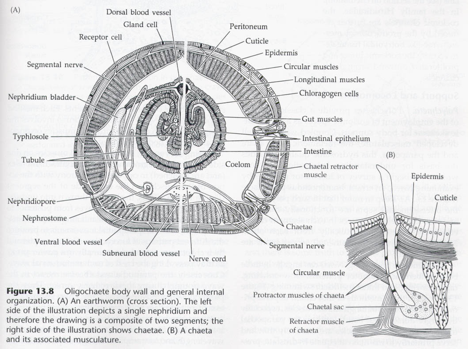 (A)
Dorsal blood vessel
Gland cell
Receptor cell
Segmental nerve
Nephridium bladder
Typhlosole
Tubule
Nephridiopore
Nephrostome
Ventral blood vessel
Subneural blood vessel
Nerve cord
Peritoneum
Cuticle
Epidermis
Circular muscles
Longitudinal muscles
Chloragogen cells
Gut muscles
Intestinal epithelium
Intestine
Coelom
Chaetal retractor
muscle
Chaetae
Segmental nerve
(B)
Epidermis
Cuticle
Circular muscle
Protractor muscles of chaeta
Chaetal sac
Retractor muscle
of chaeta
Figure 13.8 Oligochaete body wall and general internal
organization. (A) An earthworm (cross section). The left
side of the illustration depicts a single nephridium and
therefore the drawing is a composite of two segments; the
right side of the illustration shows chaetae. (B) A chaeta
and its associated musculature.